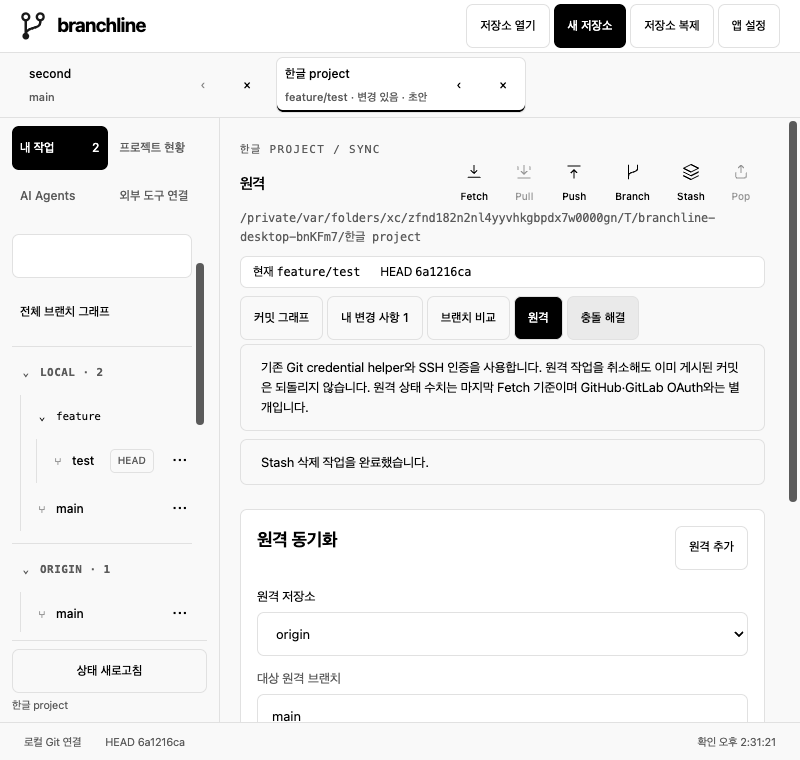 branchline
저장소 열기
새 저장소
저장소 복제
앱 설정
second
main
한글 project
feature/test · 변경 있음 · 초안
내 작업 2
프로젝트 현황
AI Agents
외부 도구 연결
전체 브랜치 그래프
LOCAL · 2
feature
test HEAD
main
ORIGIN · 1
main
상태 새로고침
한글 project
한글 PROJECT / SYNC
원격
Fetch
Pull
Push
Branch
Stash
Pop
/private/var/folders/xc/zfnd182n2nl4yyvhkgbpdx7w0000gn/T/branchline-
desktop-bnKFm7/한글 project
현재 feature/test HEAD 6a1216ca
커밋 그래프
내 변경 사항 1
브랜치 비교
원격
충돌 해결
기존 Git credential helper와 SSH 인증을 사용합니다. 원격 작업을 취소해도 이미 게시된 커밋
은 되돌리지 않습니다. 원격 상태 수치는 마지막 Fetch 기준이며 GitHub·GitLab OAuth와는 별
개입니다.
Stash 삭제 작업을 완료했습니다.
원격 동기화
원격 추가
원격 저장소
origin
대상 원격 브랜치
main
로컬 Git 연결
HEAD 6a1216ca
확인 오후 2:31:21